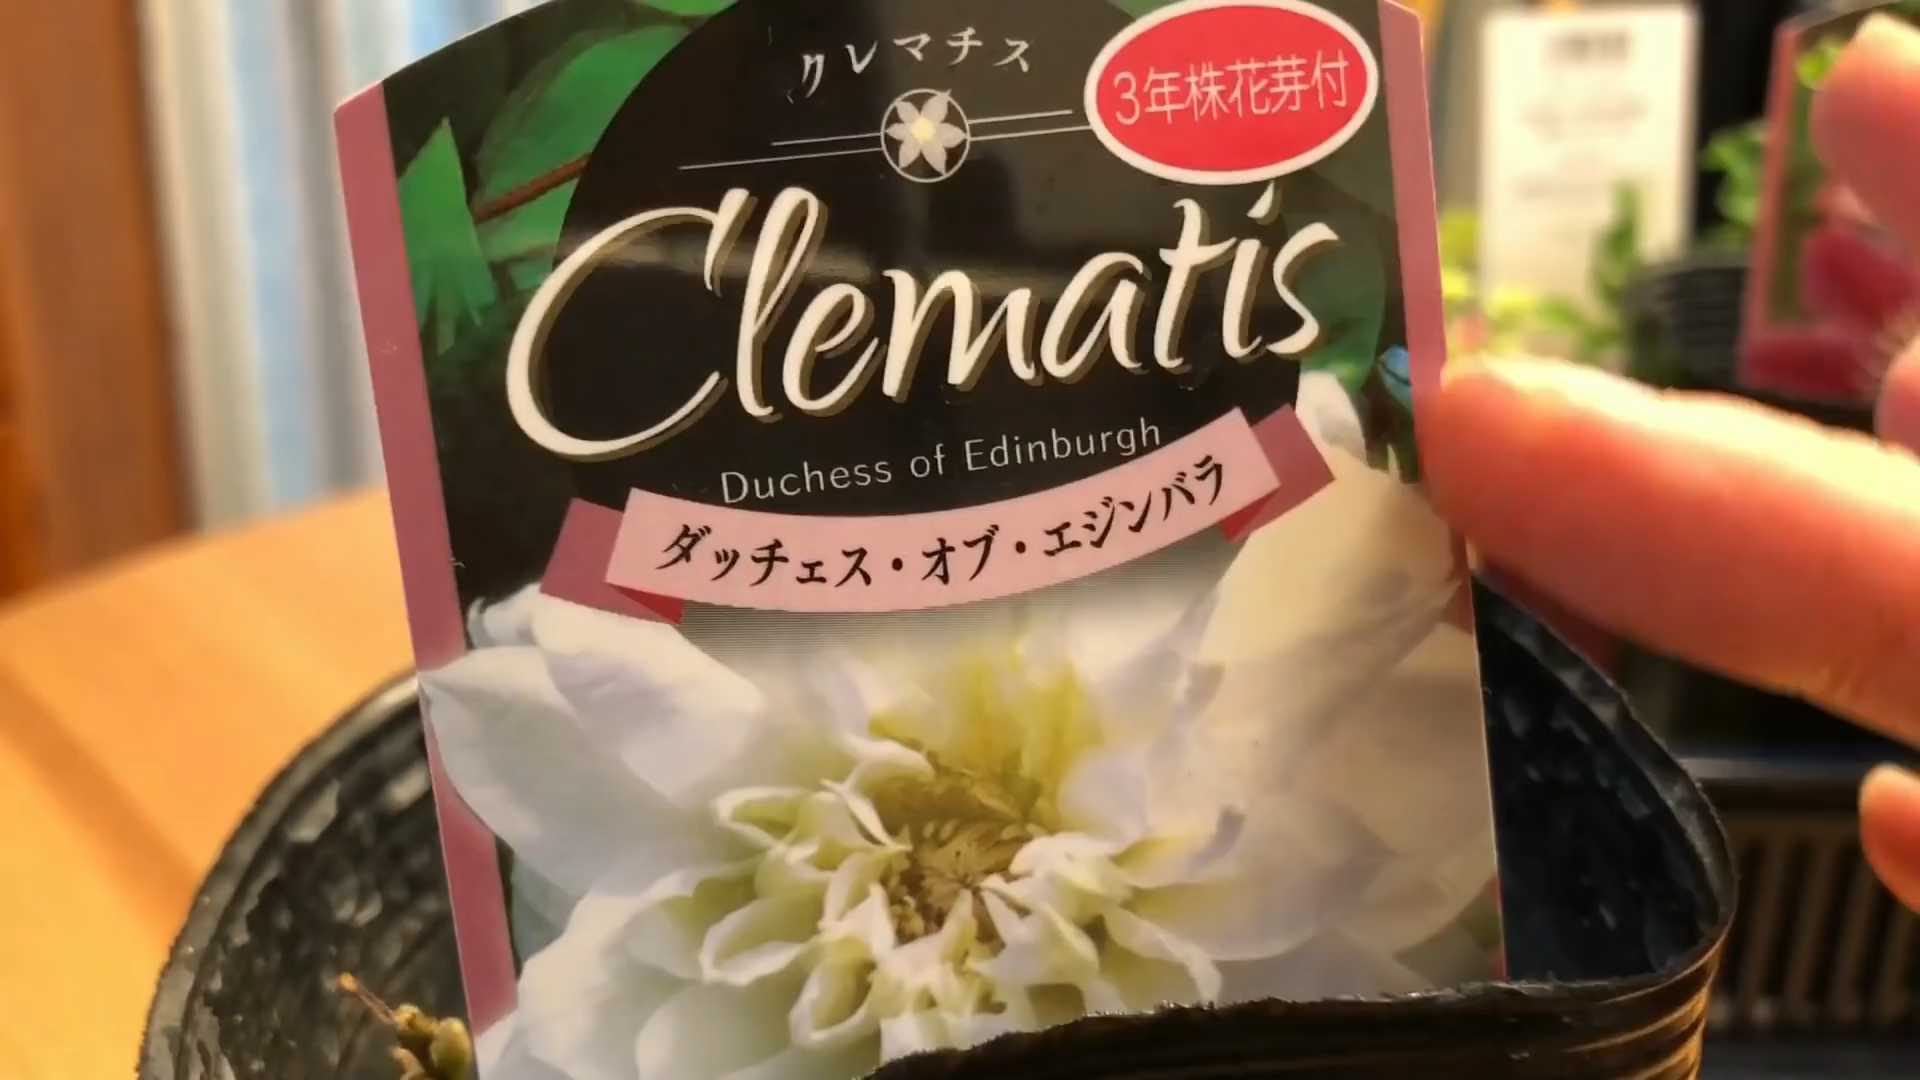 クレマチス
3年株花芽付
Clematis
Duchess of Edinburgh
ダッチェス・オブ・エジンバラ